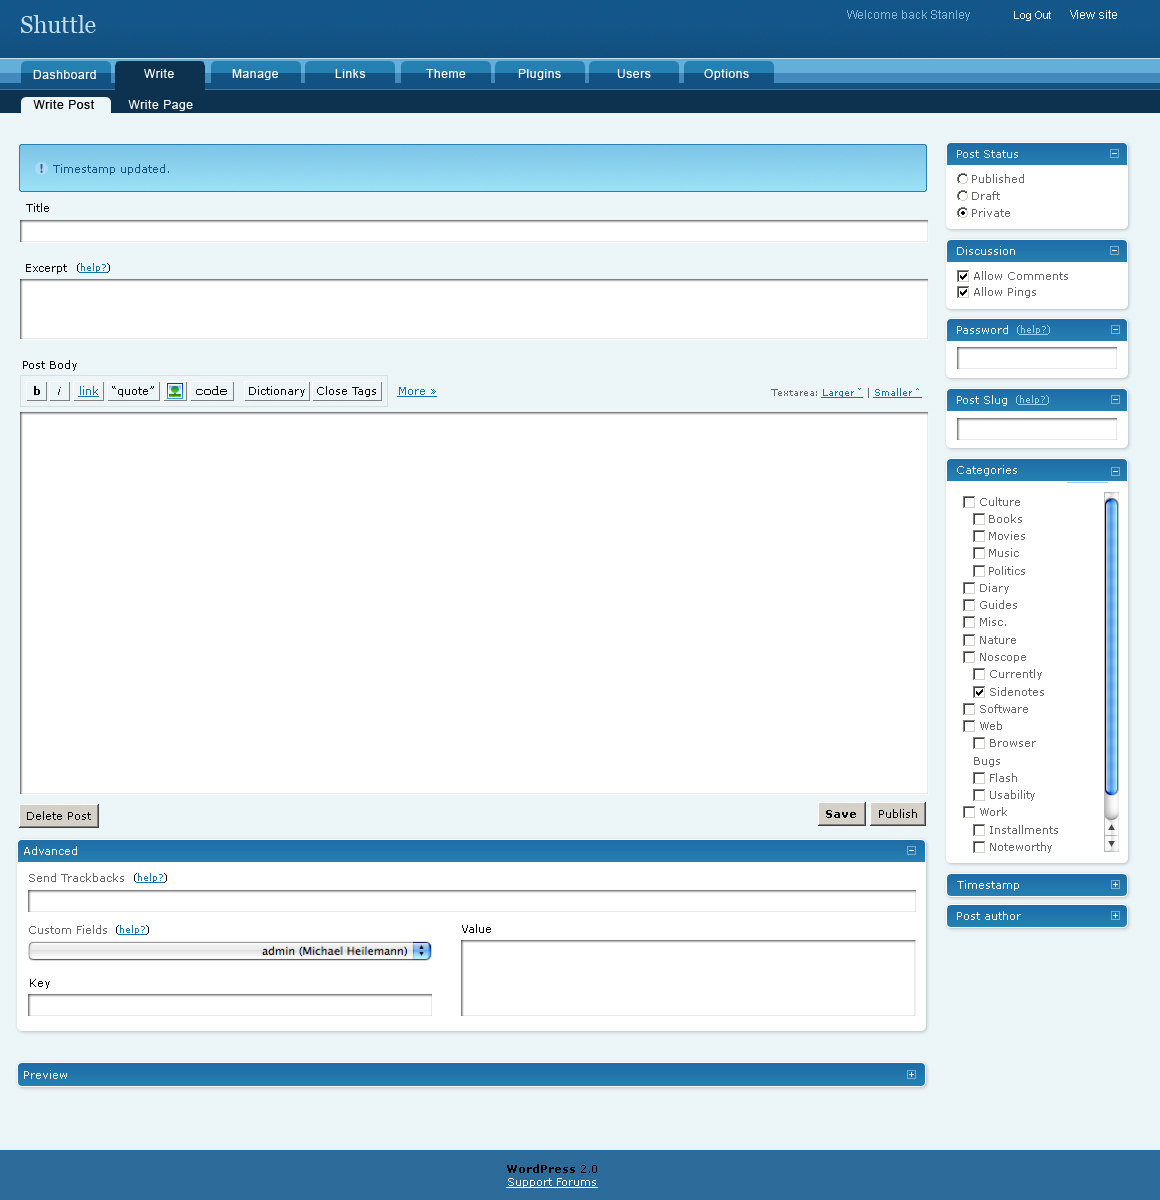 Shuttle
Welcome back Stanley
Log Out
View site
Dashboard
Write
Manage
Links
Theme
Plugins
Users
Options
Write Post
Write Page
! Timestamp updated.
Title
Excerpt (help?)
Post Body
b
i
link
“quote”
code
Dictionary
Close Tags
More »
Textarea: Larger ˇ | Smaller ˆ
Delete Post
Save
Publish
Advanced
Send Trackbacks (help?)
Custom Fields (help?)
admin (Michael Heilemann)
Key
Value
Preview
Post Status
Published
Draft
Private
Discussion
Allow Comments
Allow Pings
Password (help?)
Post Slug (help?)
Categories
Culture
Books
Movies
Music
Politics
Diary
Guides
Misc.
Nature
Noscope
Currently
Sidenotes
Software
Web
Browser
Bugs
Flash
Usability
Work
Installments
Noteworthy
Timestamp
Post author
WordPress 2.0
Support Forums